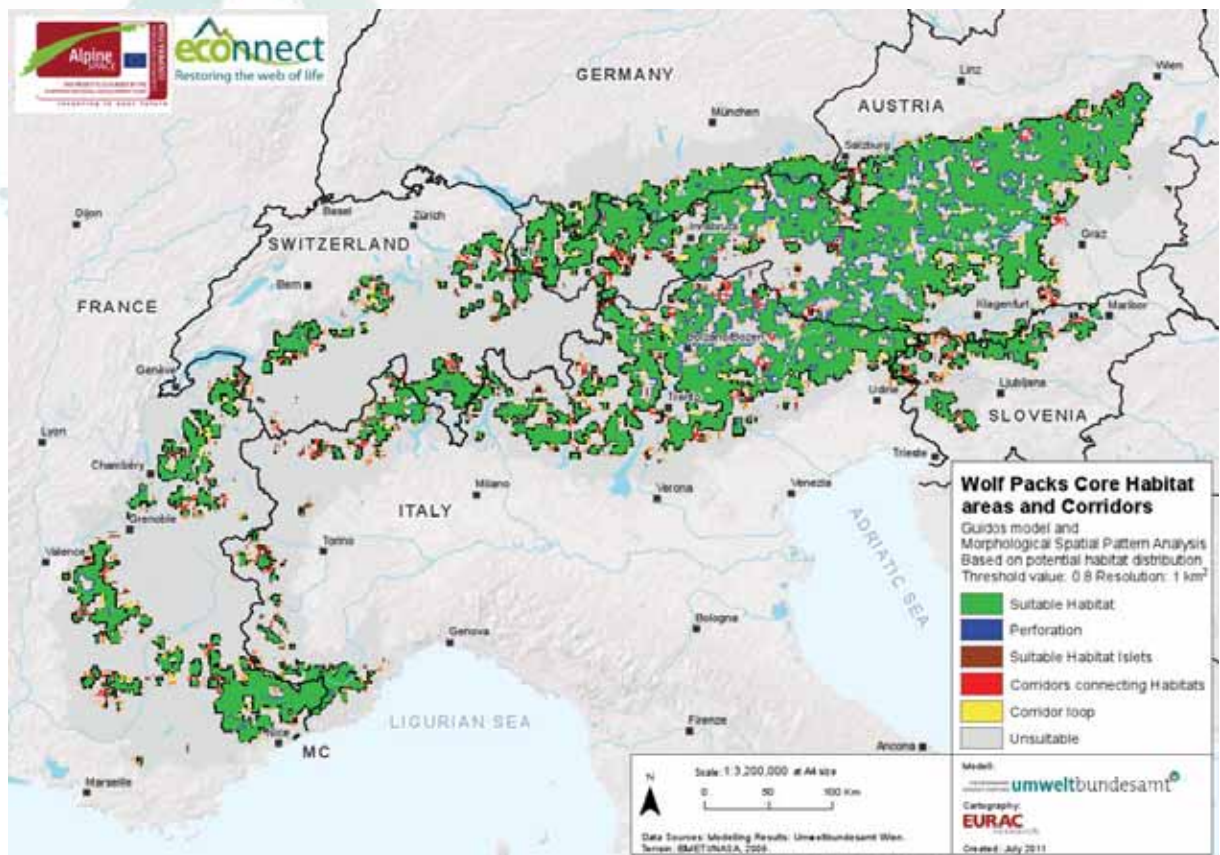 Alpine
SPACE
econnect
Restoring the web of life
GERMANY
Linz
Wien
AUSTRIA
München
Salzburg
Dijon
Basel
Zürich
SWITZERLAND
Innsbruck
Graz
Bern
FRANCE
Klagenfurt
Maribor
Bolzano/Bozen
Genève
Trento
Udine
Ljubljana
SLOVENIA
Lyon
Chambéry
Trieste
Milano
Verona
Venezia
ITALY
Grenoble
Torino
Valence
ADRIATIC SEA
Bologna
Genova
LIGURIAN SEA
Nice
MC
Firenze
Ancona
Marseille
Wolf Packs Core Habitat
areas and Corridors
Guidos model and
Morphological Spatial Pattern Analysis
Based on potential habitat distribution
Threshold value: 0.8 Resolution: 1 km²
Suitable Habitat
Perforation
Suitable Habitat Islets
Corridors connecting Habitats
Corridor loop
Unsuitable
N
Scale: 1:3,200,000 at A4 size
0 50 100 Km
Data Sources: Modelling Results: Umweltbundesamt Wien.
Modell:
umweltbundesamt
Cartography:
EURAC
Created: July 2011